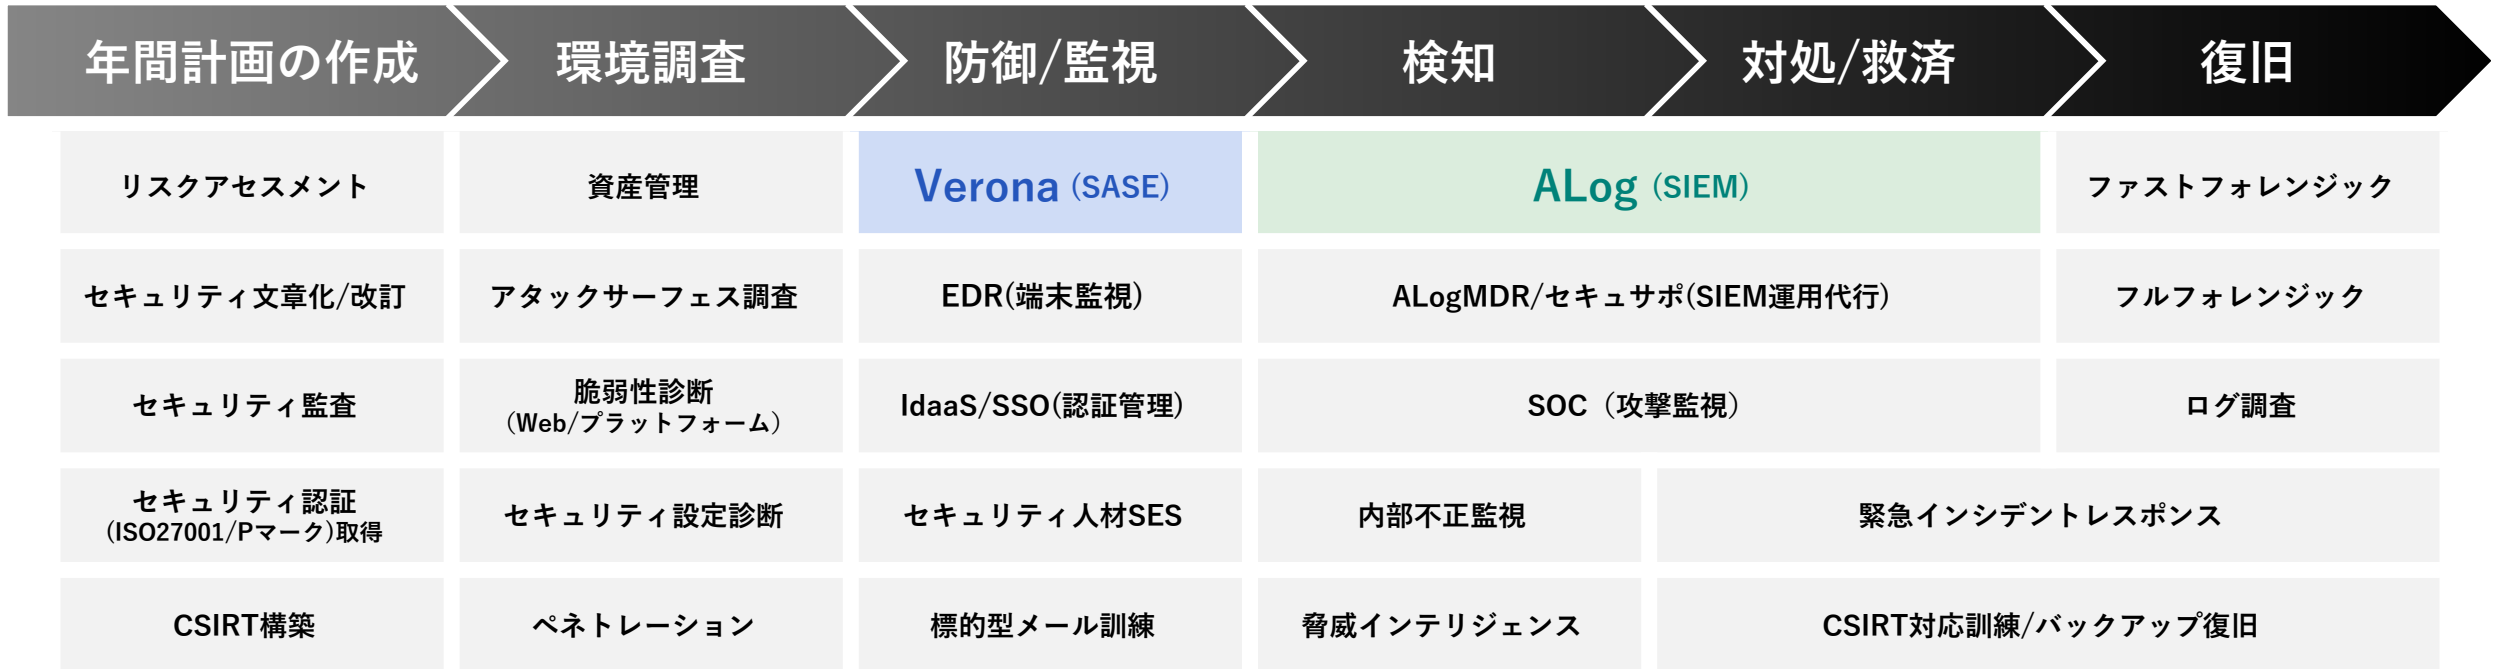 年間計画の作成
環境調査
防御/監視
検知
対処/救済
復旧
リスクアセスメント
資産管理
Verona (SASE)
ALog (SIEM)
ファストフォレンジック
セキュリティ文章化/改訂
アタックサーフェス調査
EDR(端末監視)
ALogMDR/セキュサポ(SIEM運用代行)
フルフォレンジック
セキュリティ監査
脆弱性診断
（Web/プラットフォーム）
IdaaS/SSO(認証管理)
SOC（攻撃監視）
ログ調査
セキュリティ認証
(ISO27001/Pマーク)取得
セキュリティ設定診断
セキュリティ人材SES
内部不正監視
緊急インシデントレスポンス
CSIRT構築
ペネトレーション
標的型メール訓練
脅威インテリジェンス
CSIRT対応訓練/バックアップ復旧